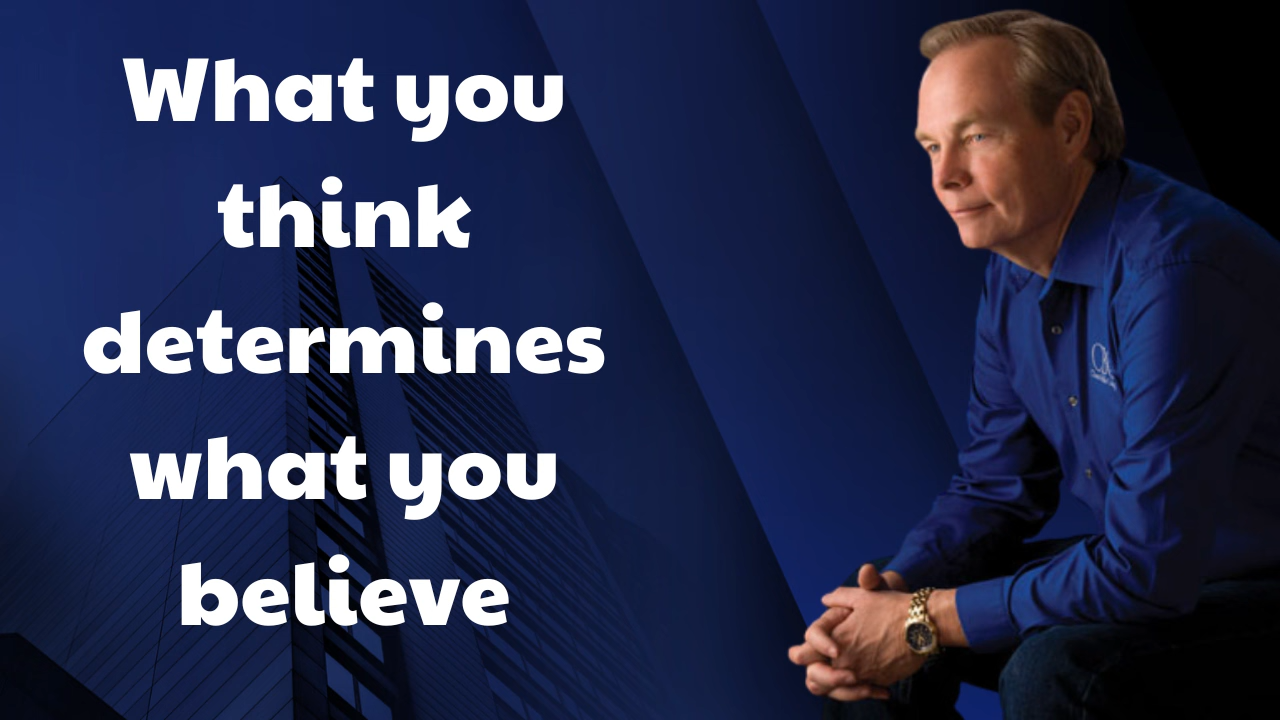 What you
think
determines
what you
believe